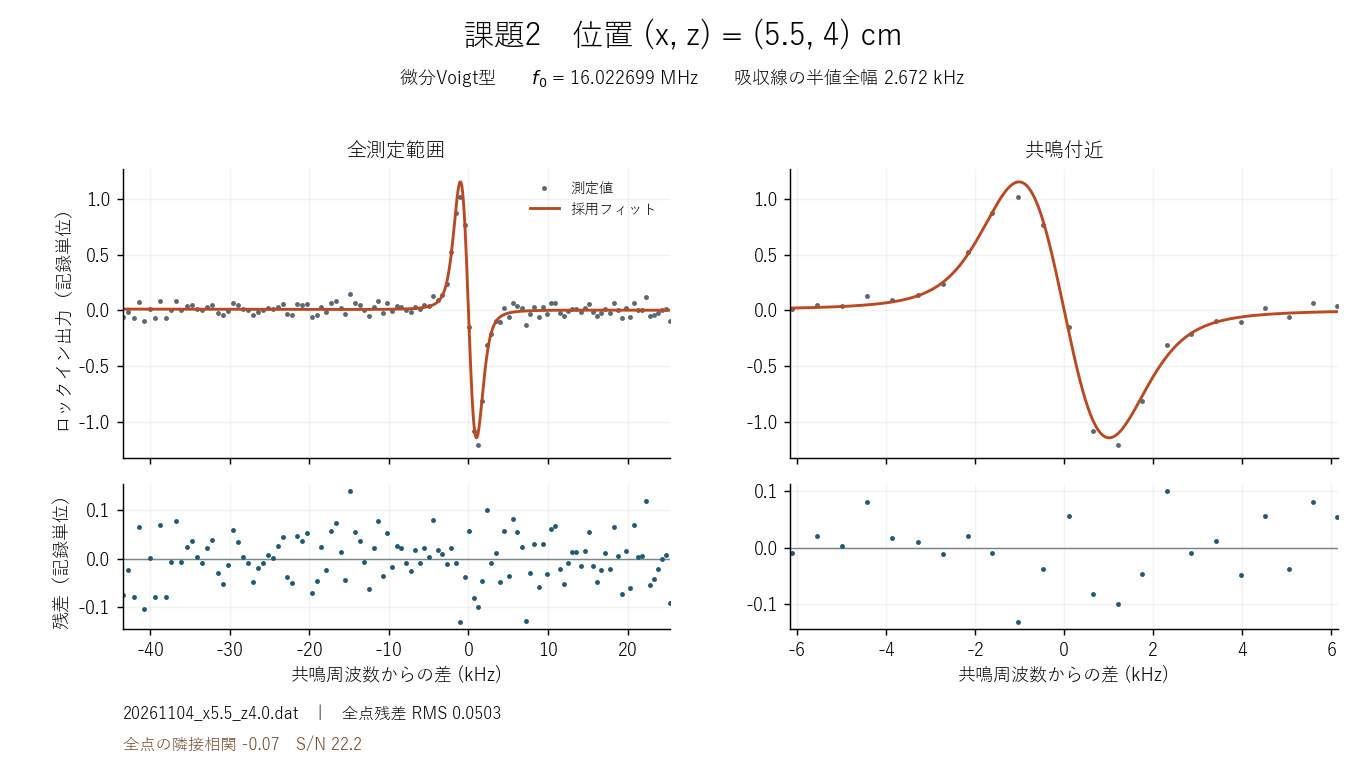 課題2　位置 (x, z) = (5.5, 4) cm
微分Voigt型　　f0 = 16.022699 MHz　　吸収線の半値全幅 2.672 kHz
全測定範囲
ロックイン出力（記録単位）
1.0
0.5
0.0
-0.5
-1.0
測定値
採用フィット
共鳴付近
1.0
0.5
0.0
-0.5
-1.0
残差（記録単位）
0.1
0.0
-0.1
-40 -30 -20 -10 0 10 20
共鳴周波数からの差 (kHz)
0.1
0.0
-0.1
-6 -4 -2 0 2 4 6
共鳴周波数からの差 (kHz)
20261104_x5.5_z4.0.dat　|　全点残差 RMS 0.0503
全点の隣接相関 -0.07　S/N 22.2